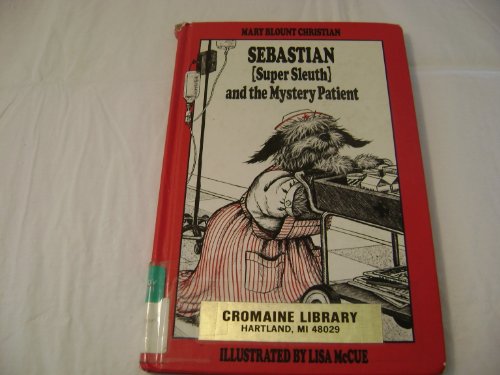 MARY BLOUNT CHRISTIAN
SEBASTIAN
[Super Sleuth]
and the Mystery Patient
CROMAINE LIBRARY
HARTLAND, MI 48029
ILLUSTRATED BY LISA McCUE